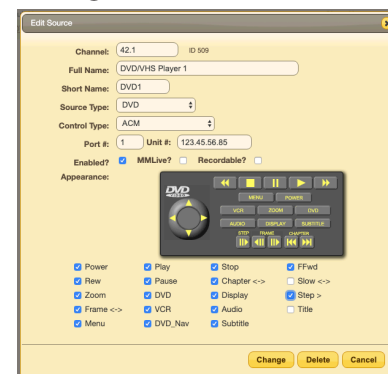 Edit Source
Channel: 42.1 ID 509
Full Name: DVD/VHS Player 1
Short Name: DVD1
Source Type: DVD
Control Type: ACM
Port #: 1 Unit #: 123.45.56.85
Enabled? MMLive? Recordable?
Appearance:
DVD
VIDEO
MENU POWER
VCR ZOOM DVD
AUDIO DISPLAY SUBTITLE
STEP FRAME CHAPTER
Power Play Stop FFwd
Rew Pause Chapter <-> Slow <->
Zoom DVD Display Step >
Frame <-> VCR Audio Title
Menu DVD_Nav Subtitle
Change Delete Cancel